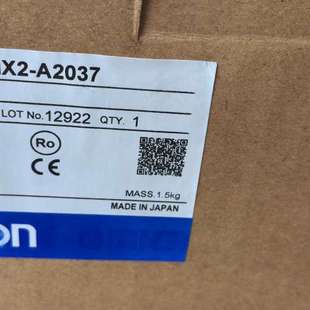 X2-A2037
LOT No. 12922 QTY. 1
Ro
CE
MASS.1.5kg
MADE IN JAPAN
on